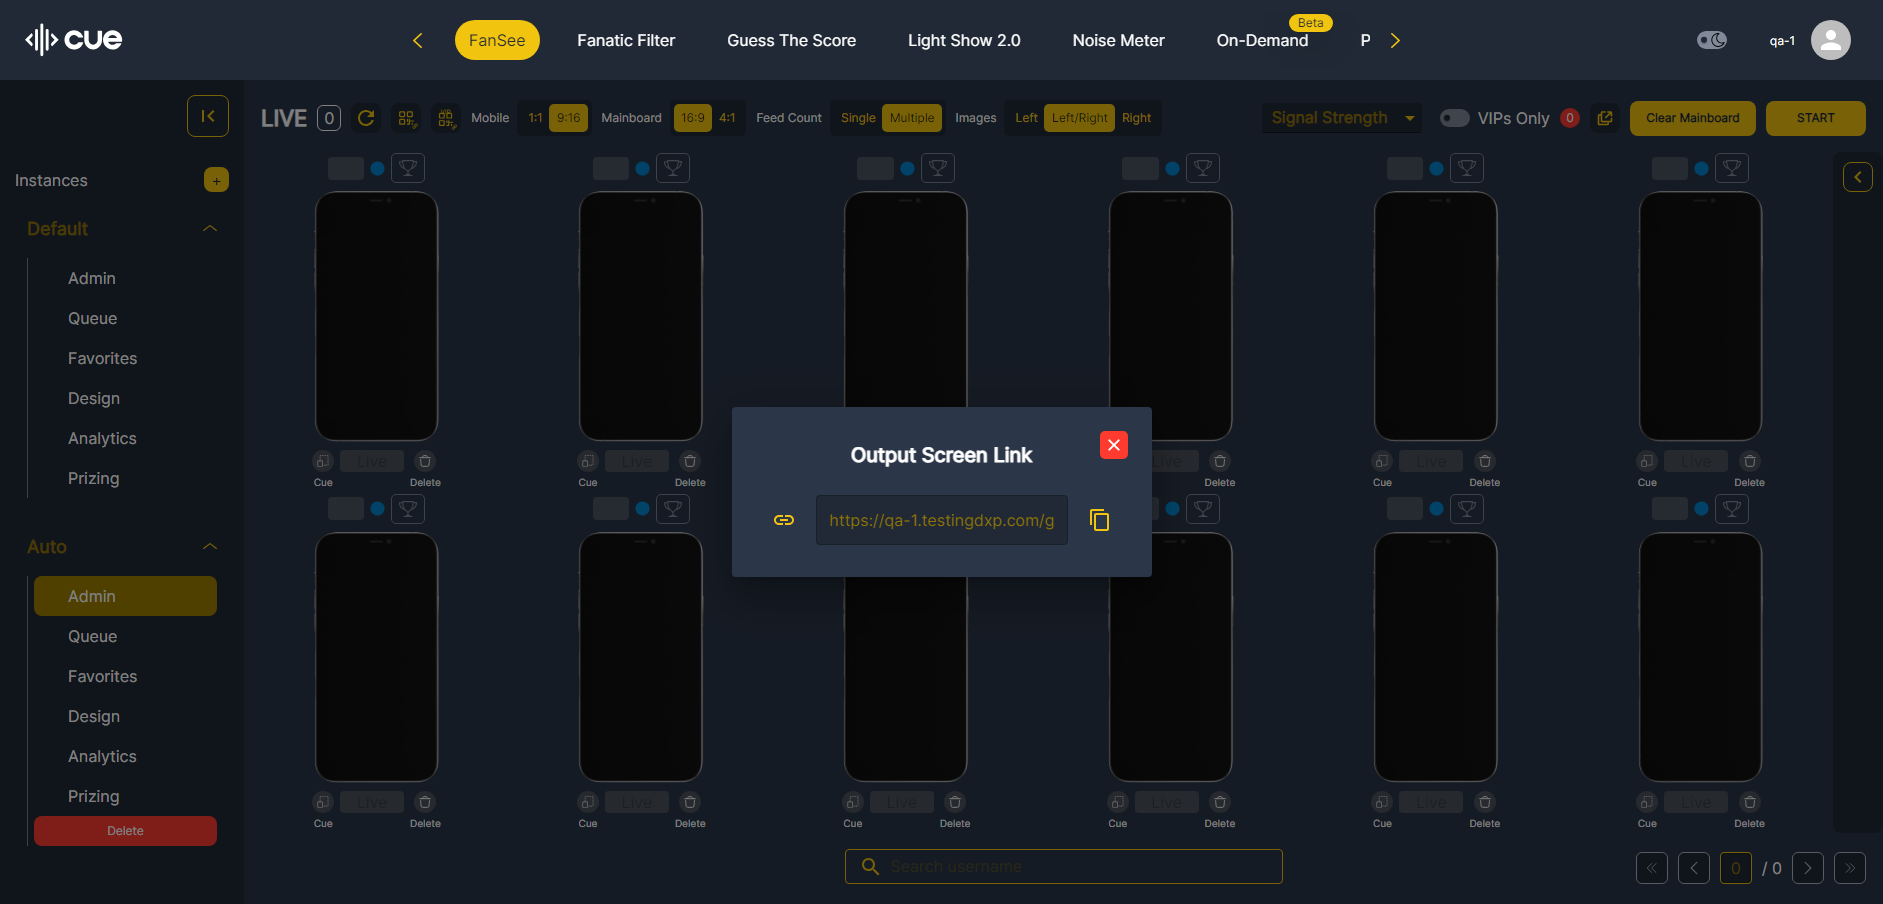 cue
FanSee
Fanatic Filter
Guess The Score
Light Show 2.0
Noise Meter
On-Demand
Beta
P
qa-1
Instances
+
Default
Admin
Queue
Favorites
Design
Analytics
Prizing
Auto
Admin
Queue
Favorites
Design
Analytics
Prizing
Delete
LIVE 0
Mobile 1:1 9:16
Mainboard 16:9 4:1
Feed Count Single Multiple
Images Left Left/Right Right
Signal Strength
VIPs Only 0
Clear Mainboard
START
Live Live Live Live Live
Cue Delete Cue Delete Delete Cue Delete Cue Delete
Output Screen Link
https://qa-1.testingdxp.com/g
Live Live Live Live Live Live
Cue Delete Cue Delete Cue Delete Cue Delete Cue Delete Cue Delete
Search username
0 / 0